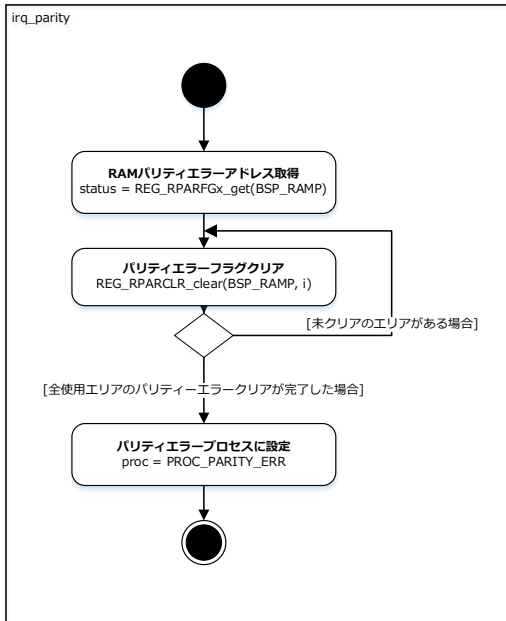 irq_parity
RAMパリティエラーアドレス取得
status = REG_RPARFGx_get(BSP_RAMP)
パリティエラーフラグクリア
REG_RPARCLR_clear(BSP_RAMP, i)
[未クリアのエリアがある場合]
[全使用エリアのパリティーエラークリアが完了した場合]
パリティエラープロセスに設定
proc = PROC_PARITY_ERR